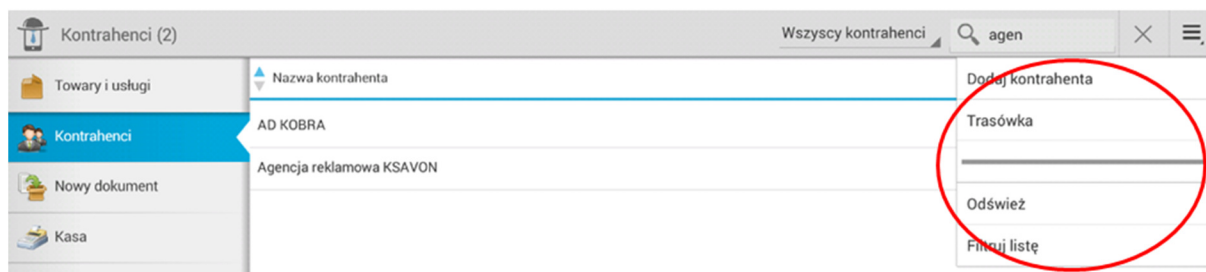 Kontrahenci (2)
Wszyscy kontrahenci
agen
Towary i usługi
Nazwa kontrahenta
Dodaj kontrahenta
Kontrahenci
AD KOBRA
Trasówka
Agencja reklamowa KSAVON
Nowy dokument
Odśwież
Kasa
Filtruj listę